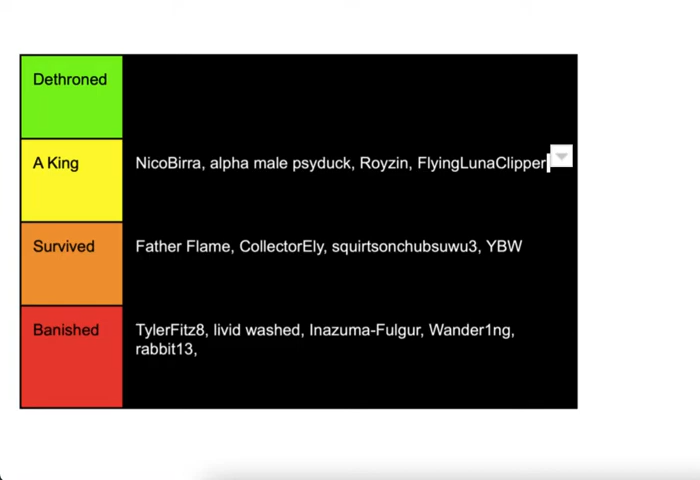 Dethroned
A King
NicoBirra, alpha male psyduck, Royzin, FlyingLunaClipper
Survived
Father Flame, CollectorEly, squirtsonchubsuwu3, YBW
Banished
TylerFitz8, livid washed, Inazuma-Fulgur, Wander1ng,
rabbit13,